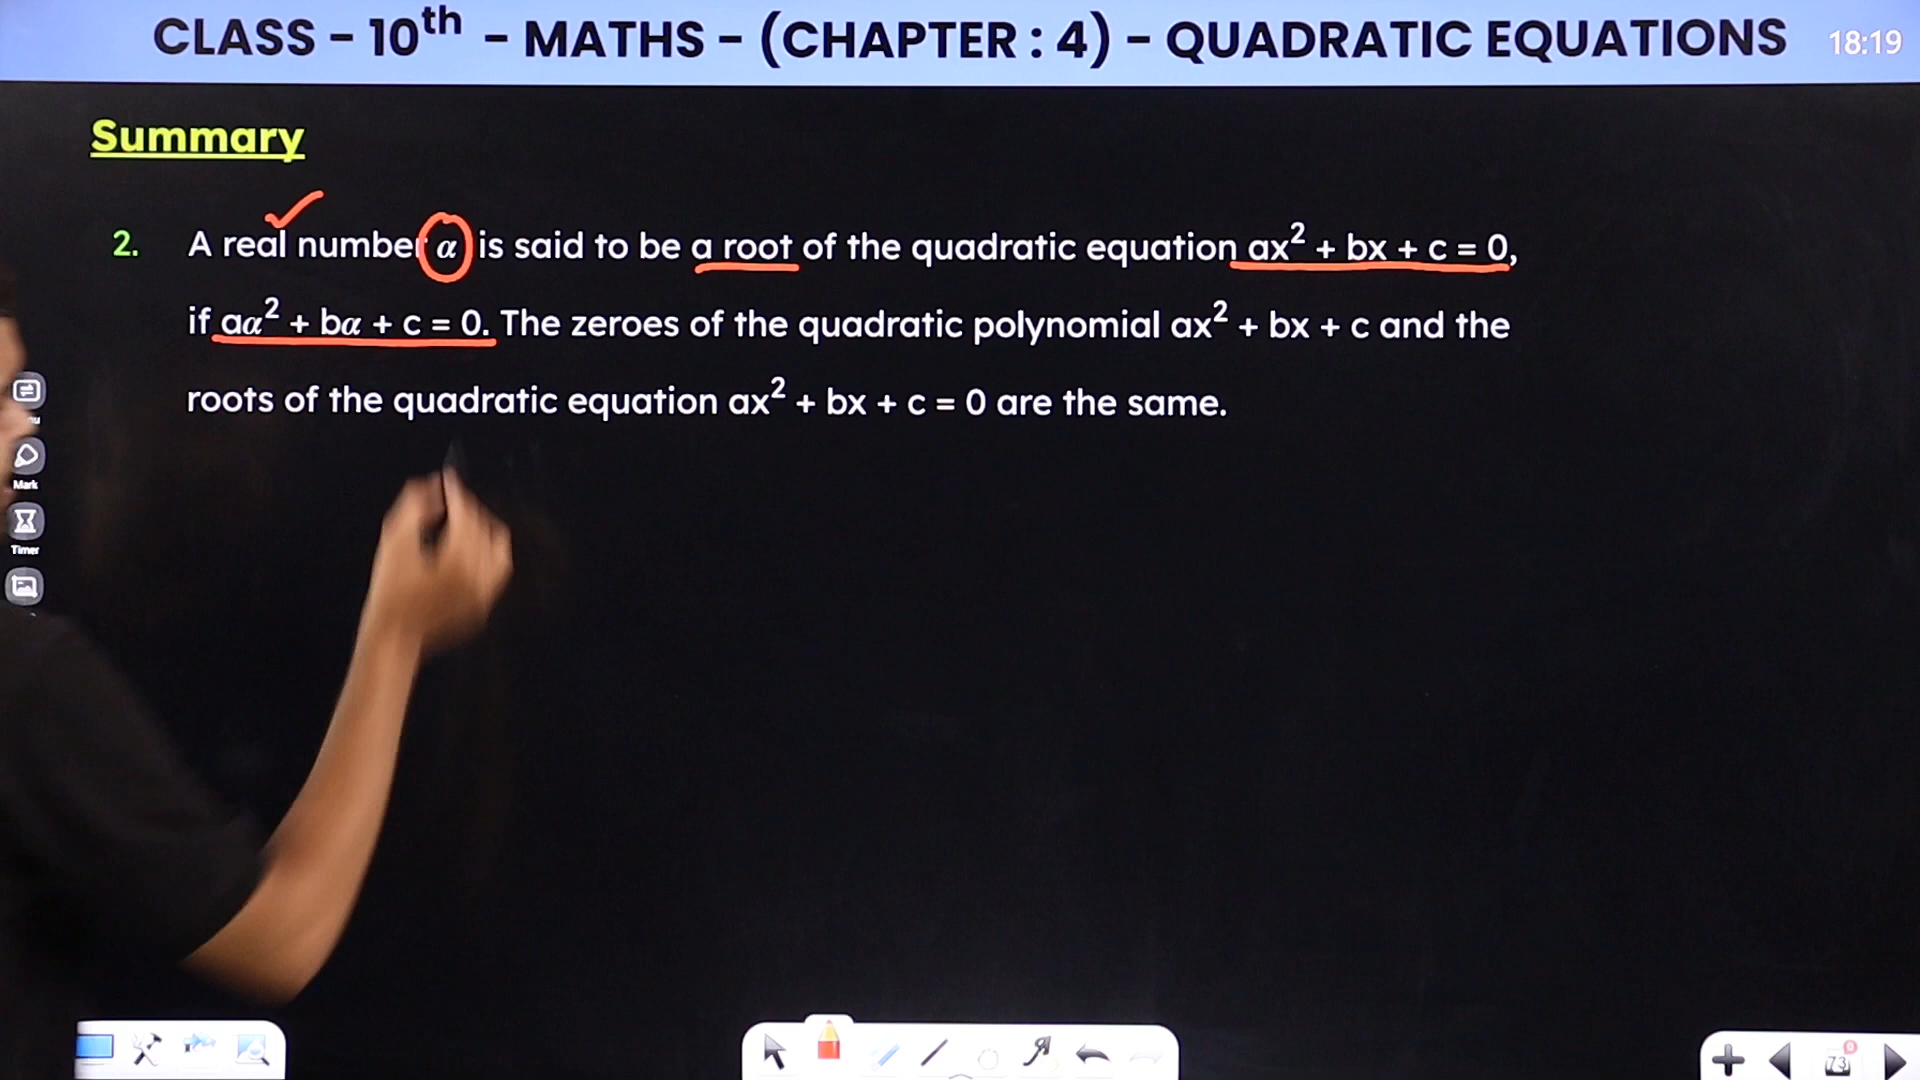 CLASS - 10th - MATHS - (CHAPTER : 4) - QUADRATIC EQUATIONS 18:19
Summary
2. A real number α is said to be a root of the quadratic equation ax² + bx + c = 0,
if aα² + bα + c = 0. The zeroes of the quadratic polynomial ax² + bx + c and the
roots of the quadratic equation ax² + bx + c = 0 are the same.
Mark
Timer
73